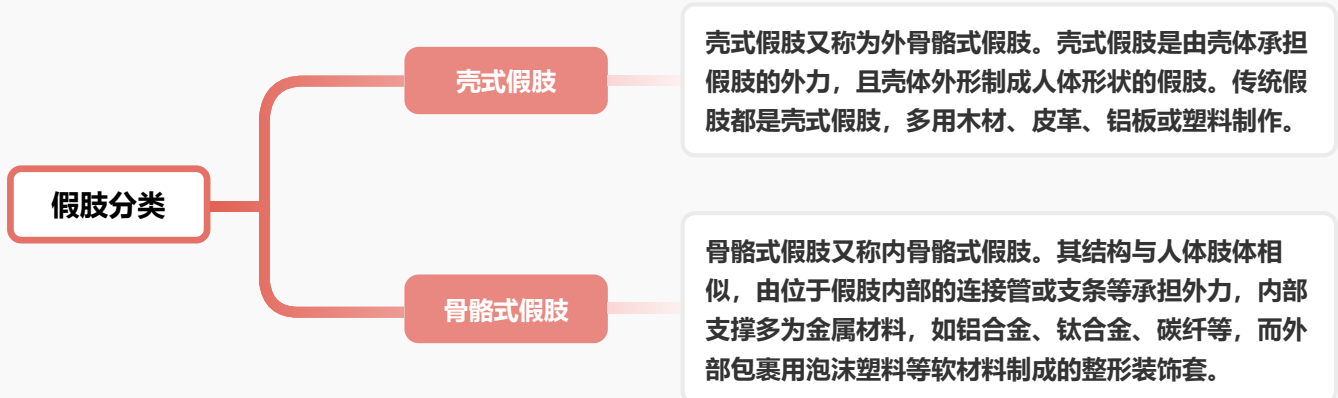 假肢分类
壳式假肢
壳式假肢又称为外骨骼式假肢。壳式假肢是由壳体承担
假肢的外力，且壳体外形制成人体形状的假肢。传统假
肢都是壳式假肢，多用木材、皮革、铝板或塑料制作。
骨骼式假肢
骨骼式假肢又称内骨骼式假肢。其结构与人体肢体相
似，由位于假肢内部的连接管或支条等承担外力，内部
支撑多为金属材料，如铝合金、钛合金、碳纤等，而外
部包裹用泡沫塑料等软材料制成的整形装饰套。